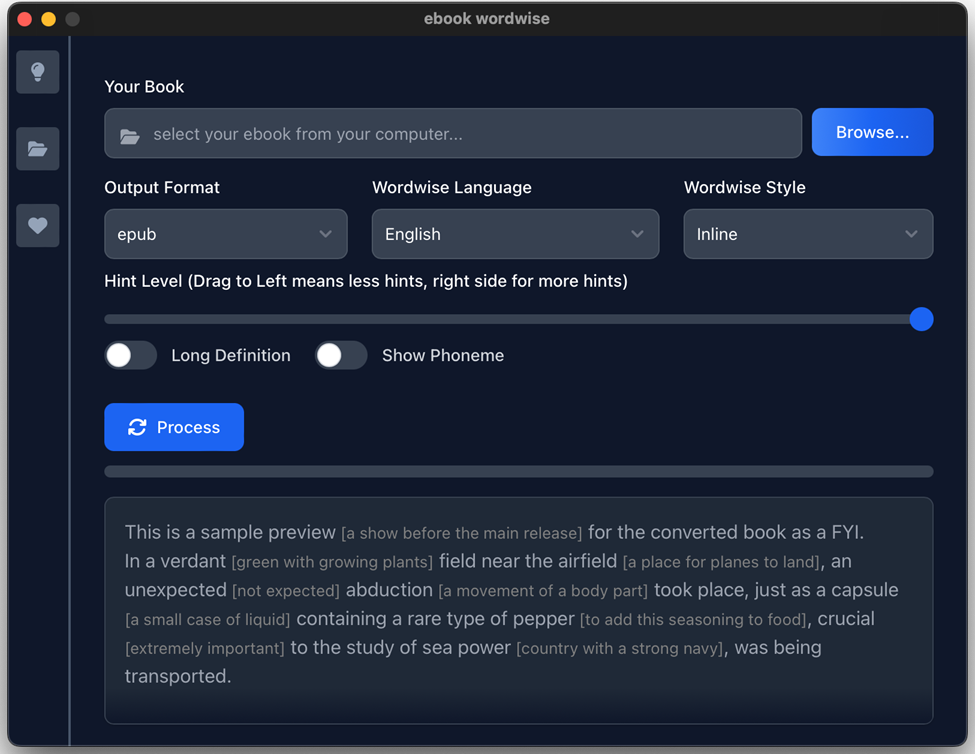 ebook wordwise
Your Book
select your ebook from your computer...
Browse...
Output Format
Wordwise Language
Wordwise Style
epub
English
Inline
Hint Level (Drag to Left means less hints, right side for more hints)
Long Definition
Show Phoneme
Process
This is a sample preview [a show before the main release] for the converted book as a FYI.
In a verdant [green with growing plants] field near the airfield [a place for planes to land], an
unexpected [not expected] abduction [a movement of a body part] took place, just as a capsule
[a small case of liquid] containing a rare type of pepper [to add this seasoning to food], crucial
[extremely important] to the study of sea power [country with a strong navy], was being
transported.